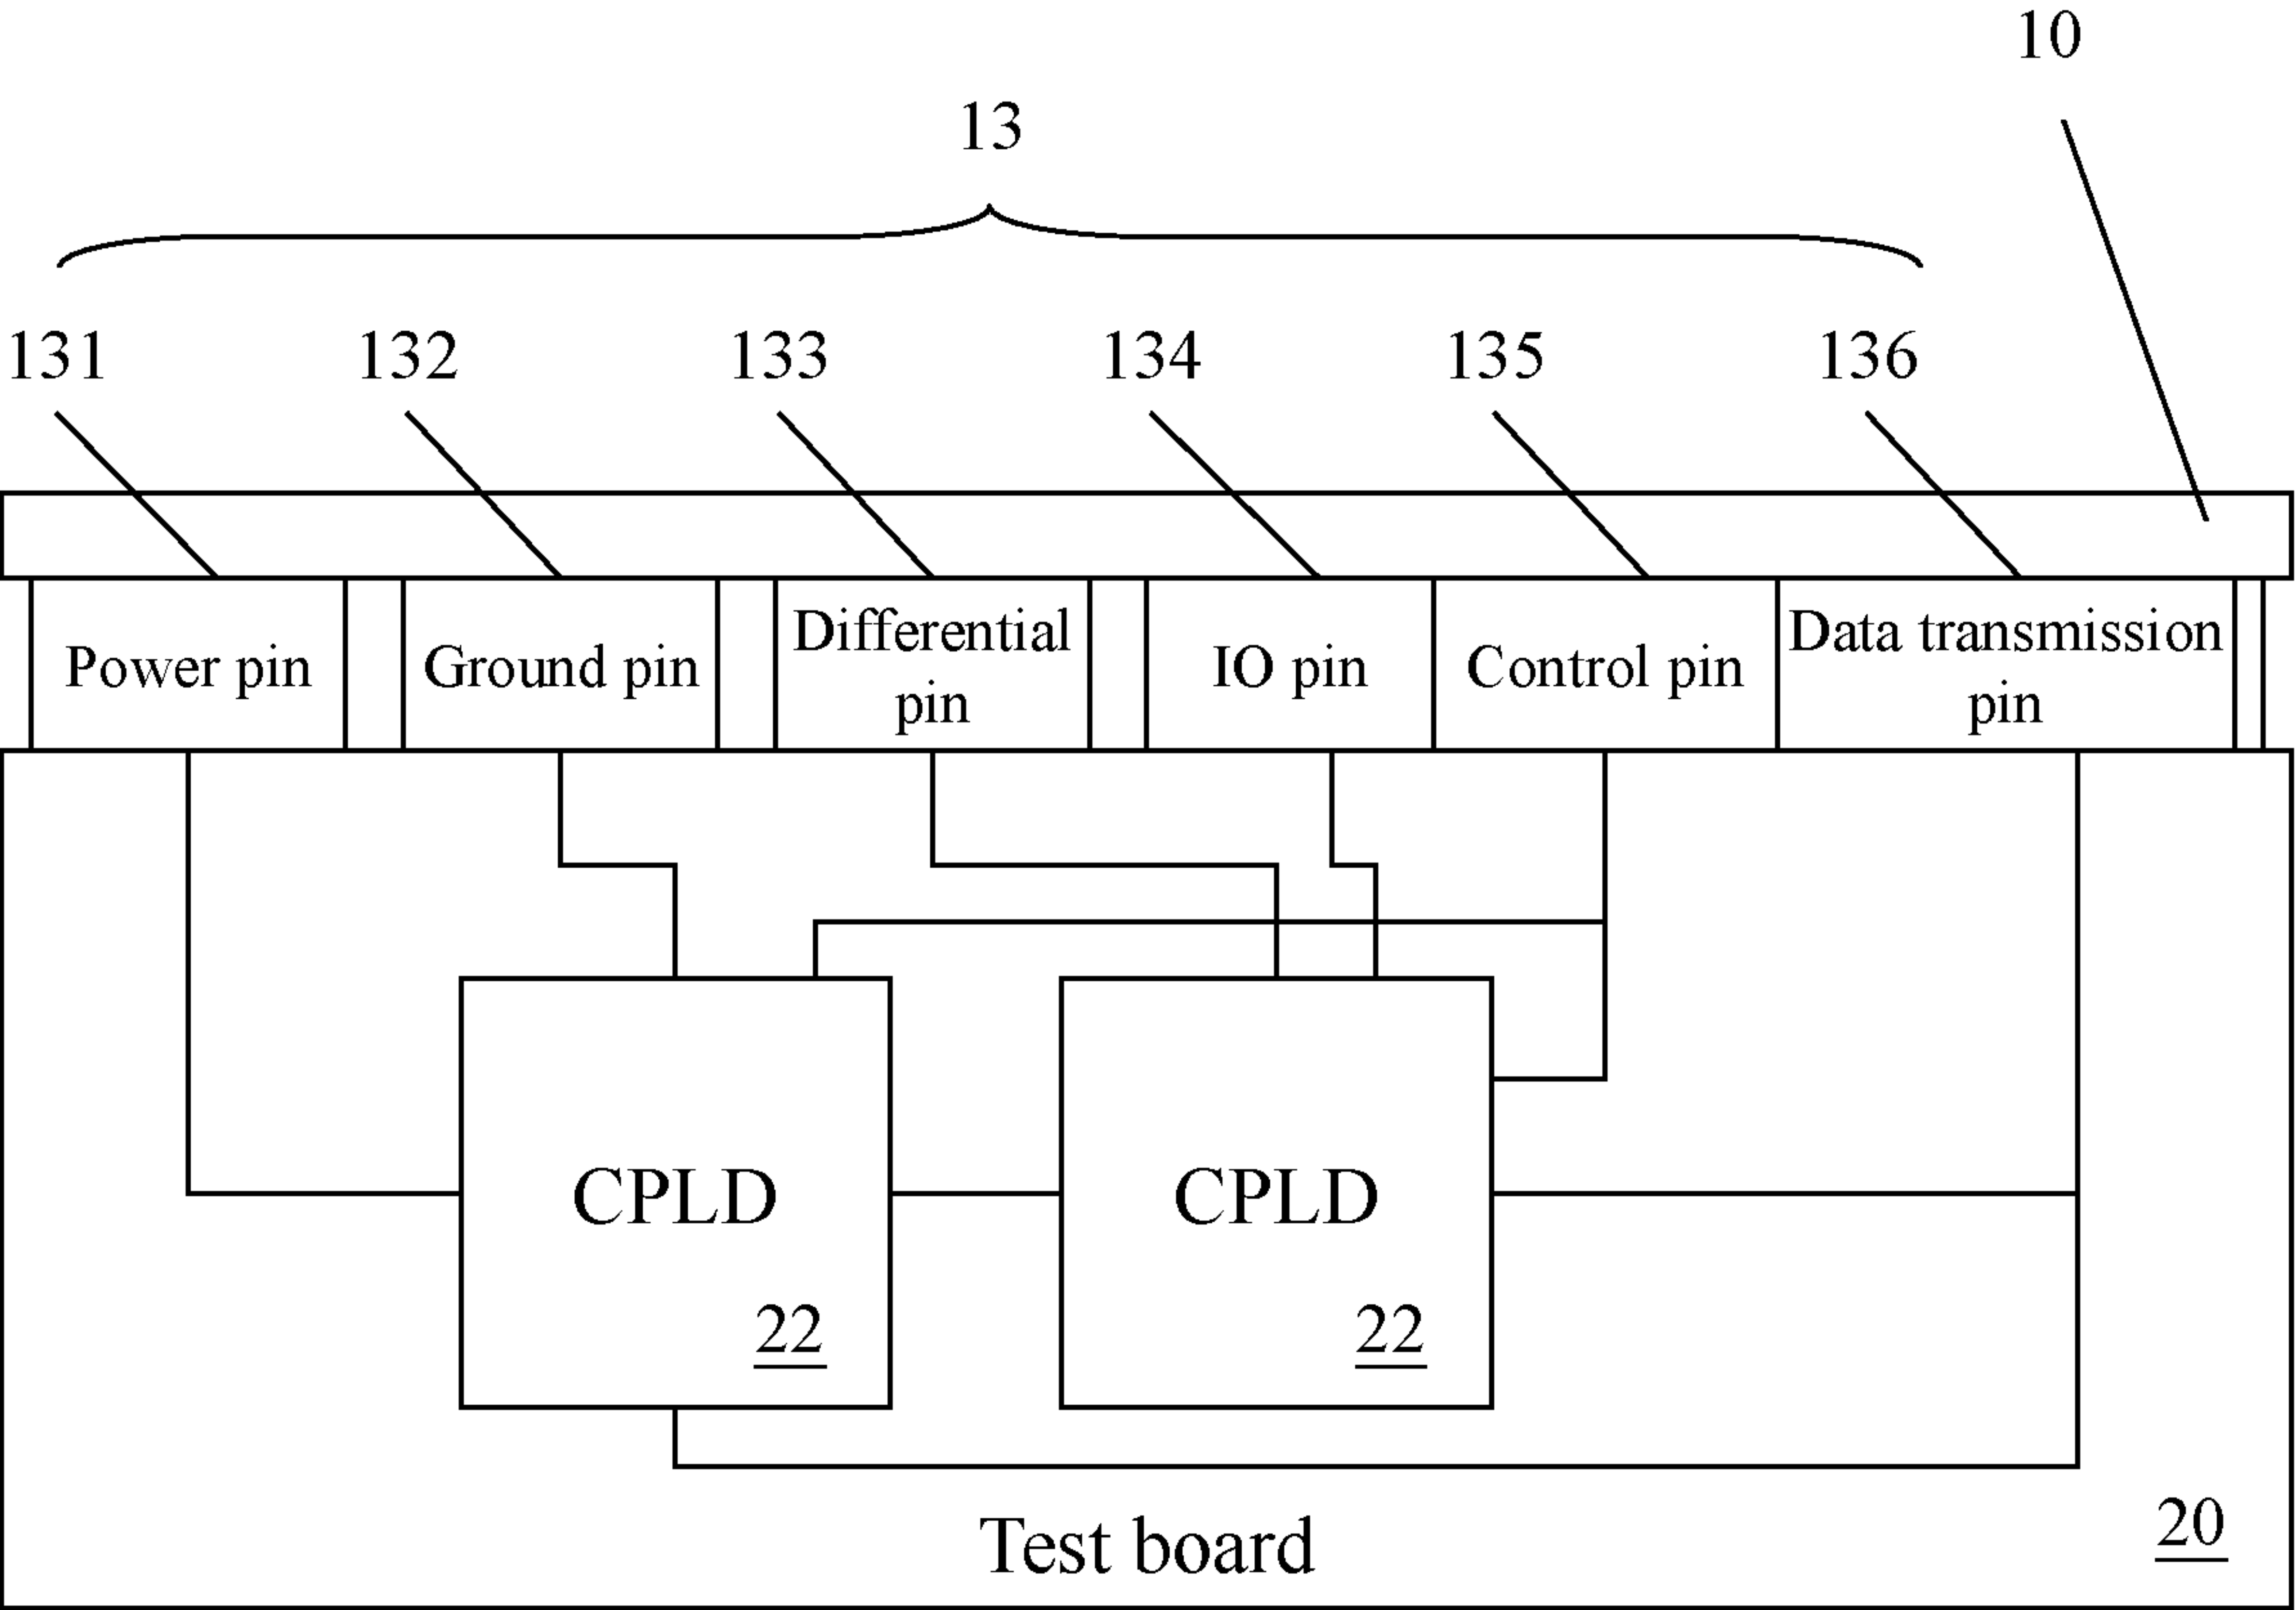 10
13
131 132 133 134 135 136
Power pin
Ground pin
Differential
pin
IO pin
Control pin
Data transmission
pin
CPLD
22
CPLD
22
Test board
20